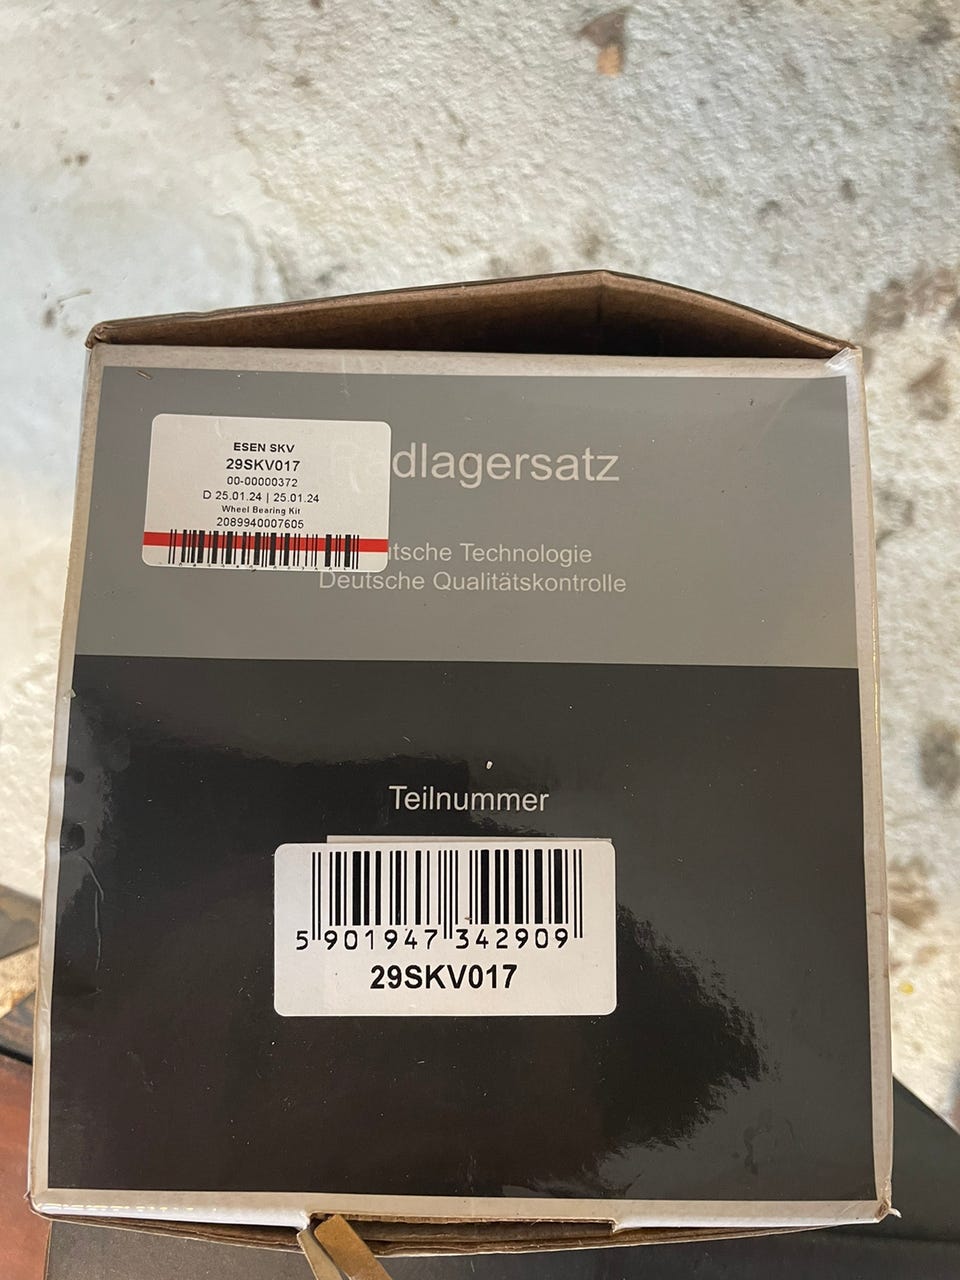 ESEN SKV
29SKV017
00-00000372
D 25.01.24 | 25.01.24
Wheel Bearing Kit
2089940007605
dlagersatz
tsche Technologie
Deutsche Qualitätskontrolle
Teilnummer
5 901947 342909
29SKV017